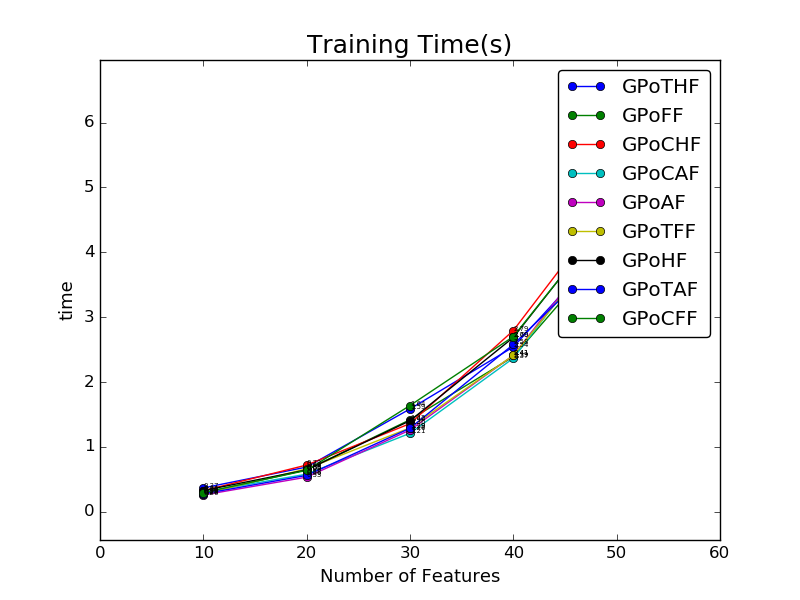 Training Time(s)
6
5
4
3
2
1
0
time
0 10 20 30 40 50 60
Number of Features
GPoTHF
GPoFF
GPoCHF
GPoCAF
GPoAF
GPoTFF
GPoHF
GPoTAF
GPoCFF